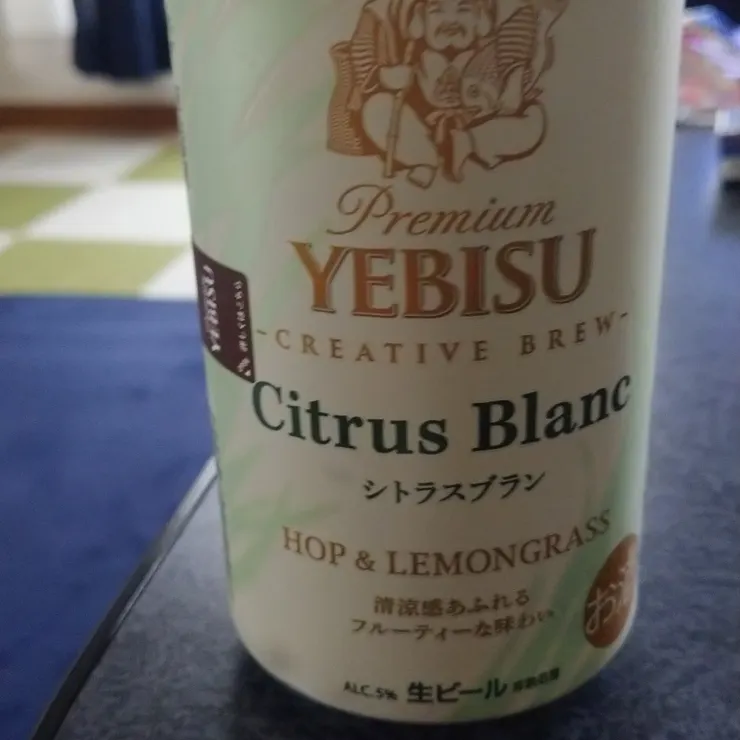 Premium
YEBISU
-CREATIVE BREW-
Citrus Blanc
シトラスブラン
HOP & LEMONGRASS
清涼感あふれる
フルーティーな味わい
ALC.5% 生ビール
YEBISU